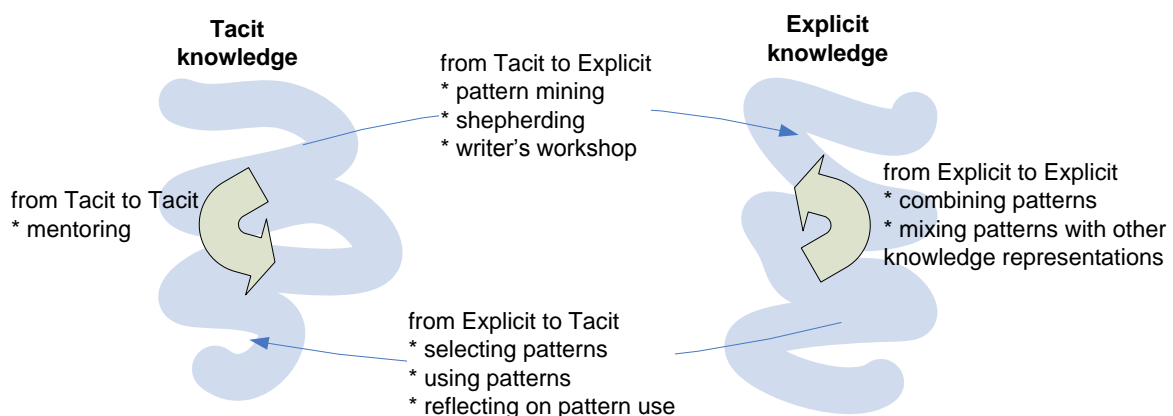 Tacit
knowledge
Explicit
knowledge
from Tacit to Explicit
* pattern mining
* shepherding
* writer's workshop
from Tacit to Tacit
* mentoring
from Explicit to Explicit
* combining patterns
* mixing patterns with other
knowledge representations
from Explicit to Tacit
* selecting patterns
* using patterns
* reflecting on pattern use